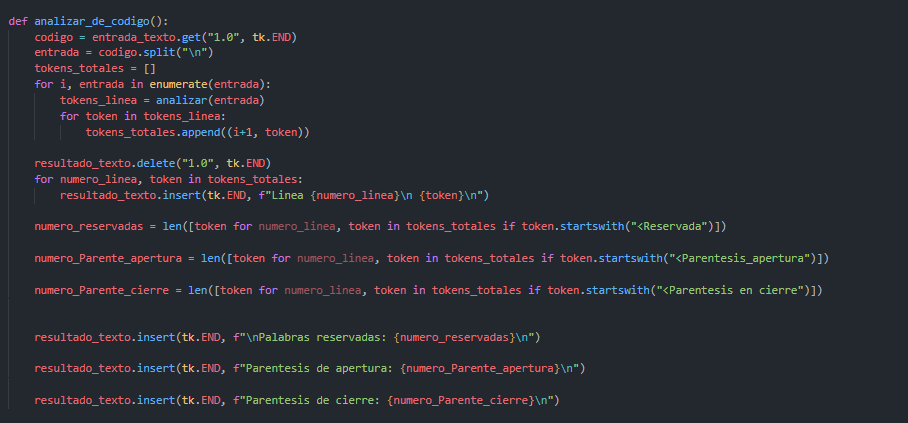 def analizar_de_codigo():
    codigo = entrada_texto.get("1.0", tk.END)
    entrada = codigo.split("\n")
    tokens_totales = []
    for i, entrada in enumerate(entrada):
        tokens_linea = analizar(entrada)
        for token in tokens_linea:
            tokens_totales.append((i+1, token))
    resultado_texto.delete("1.0", tk.END)
    for numero_linea, token in tokens_totales:
        resultado_texto.insert(tk.END, f"Linea {numero_linea}\n {token}\n")
    numero_reservadas = len([token for numero_linea, token in tokens_totales if token.startswith("<Reservada")])
    numero_Parente_apertura = len([token for numero_linea, token in tokens_totales if token.startswith("<Parentesis_apertura")])
    numero_Parente_cierre = len([token for numero_linea, token in tokens_totales if token.startswith("<Parentesis en cierre")])
    resultado_texto.insert(tk.END, f"\nPalabras reservadas: {numero_reservadas}\n")
    resultado_texto.insert(tk.END, f"Parentesis de apertura: {numero_Parente_apertura}\n")
    resultado_texto.insert(tk.END, f"Parentesis de cierre: {numero_Parente_cierre}\n")